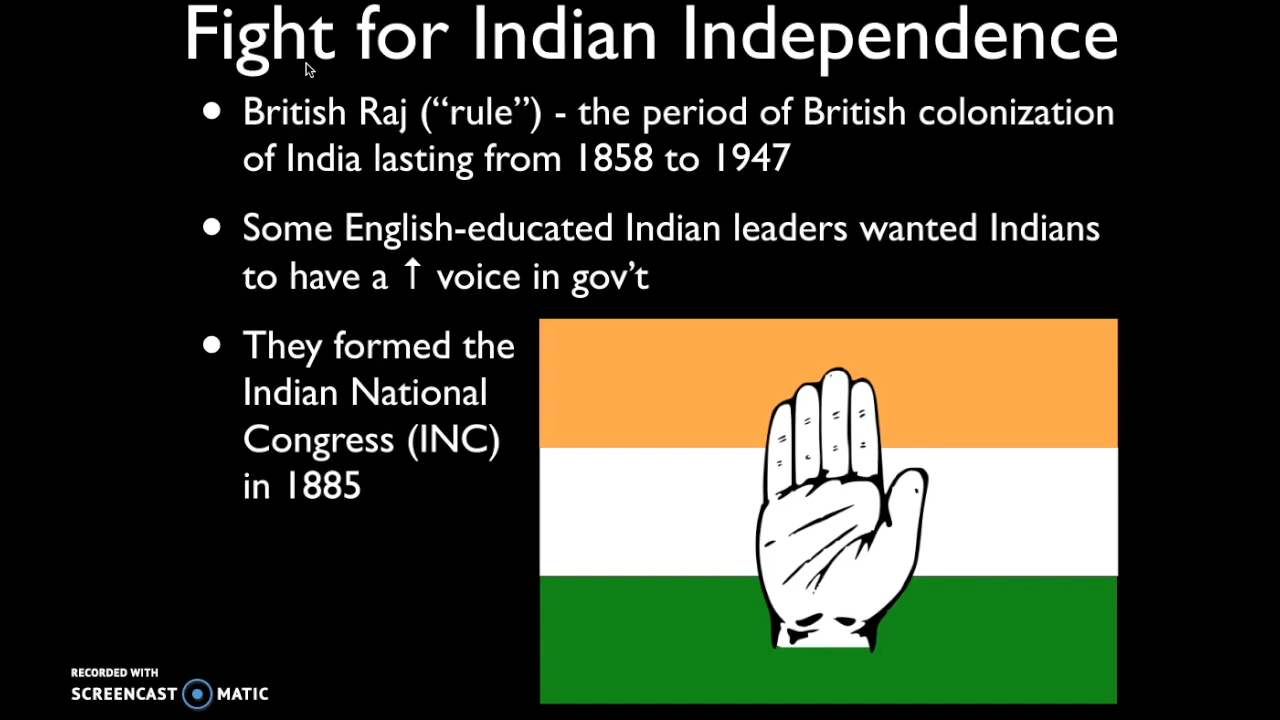 Fight for Indian Independence
• British Raj (“rule”) - the period of British colonization
of India lasting from 1858 to 1947
• Some English-educated Indian leaders wanted Indians
to have a ↑ voice in gov’t
• They formed the
Indian National
Congress (INC)
in 1885
RECORDED WITH
SCREENCAST MATIC